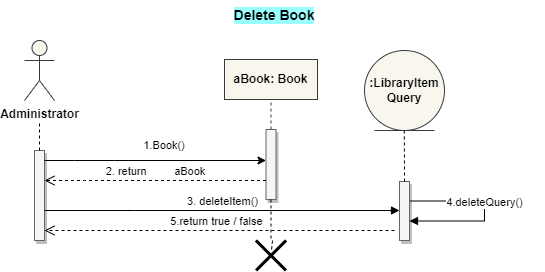 Delete Book
aBook: Book
:LibraryItem
Query
Administrator
1.Book()
2. return aBook
3. deleteItem()
4.deleteQuery()
5.return true / false